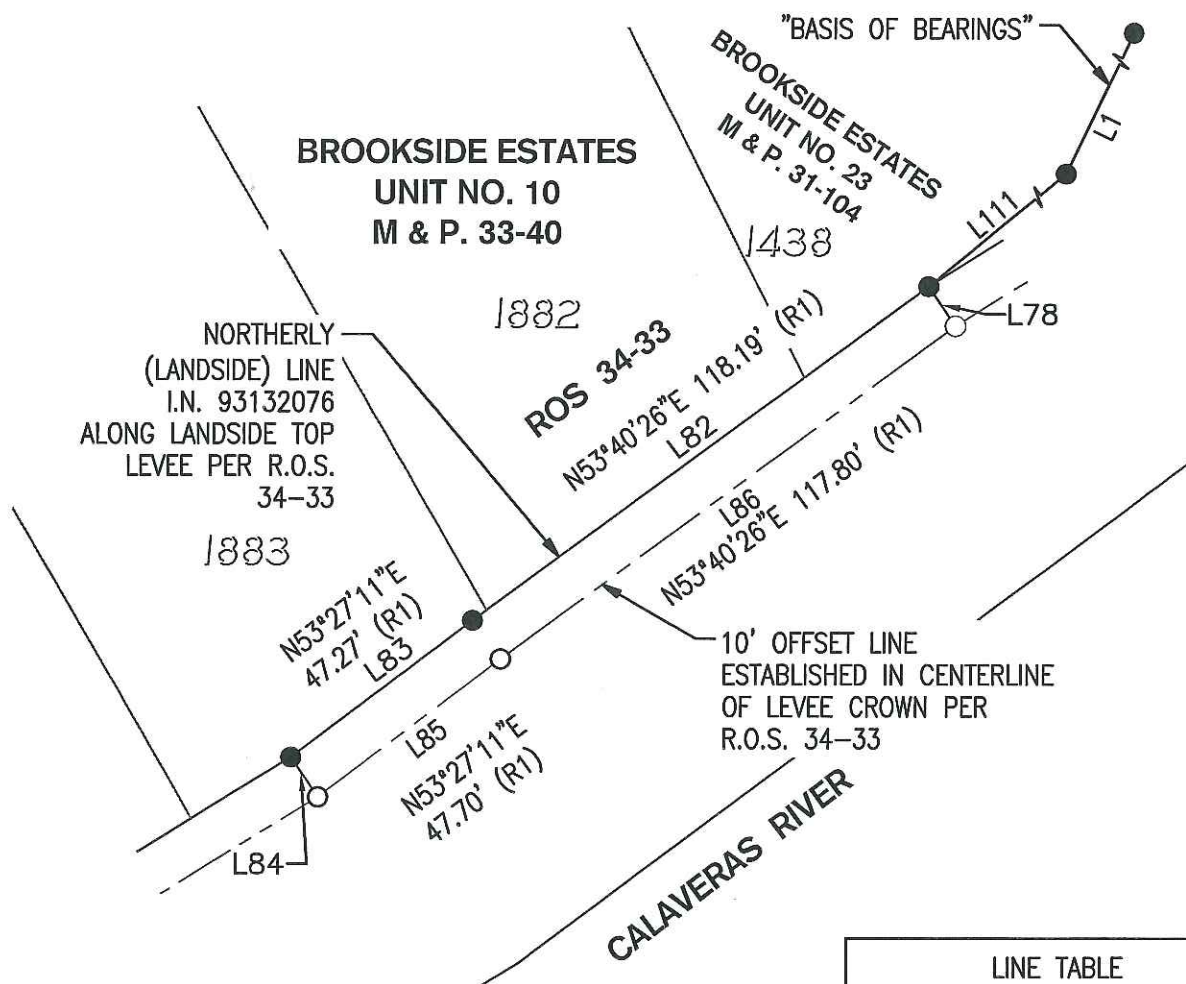 "BASIS OF BEARINGS"
BROOKSIDE ESTATES
UNIT NO. 23
M & P. 31-104
L1
BROOKSIDE ESTATES
UNIT NO. 10
M & P. 33-40
L111
1438
1882
L78
NORTHERLY
(LANDSIDE) LINE
I.N. 93132076
ALONG LANDSIDE TOP
LEVEE PER R.O.S.
34-33
ROS 34-33
N53°40'26"E 118.19' (R1)
L82
L86
N53°40'26"E 117.80' (R1)
1883
N53°27'11"E
47.27' (R1)
L83
10' OFFSET LINE
ESTABLISHED IN CENTERLINE
OF LEVEE CROWN PER
R.O.S. 34-33
L85
N53°27'11"E
47.70' (R1)
L84
CALAVERAS RIVER
LINE TABLE